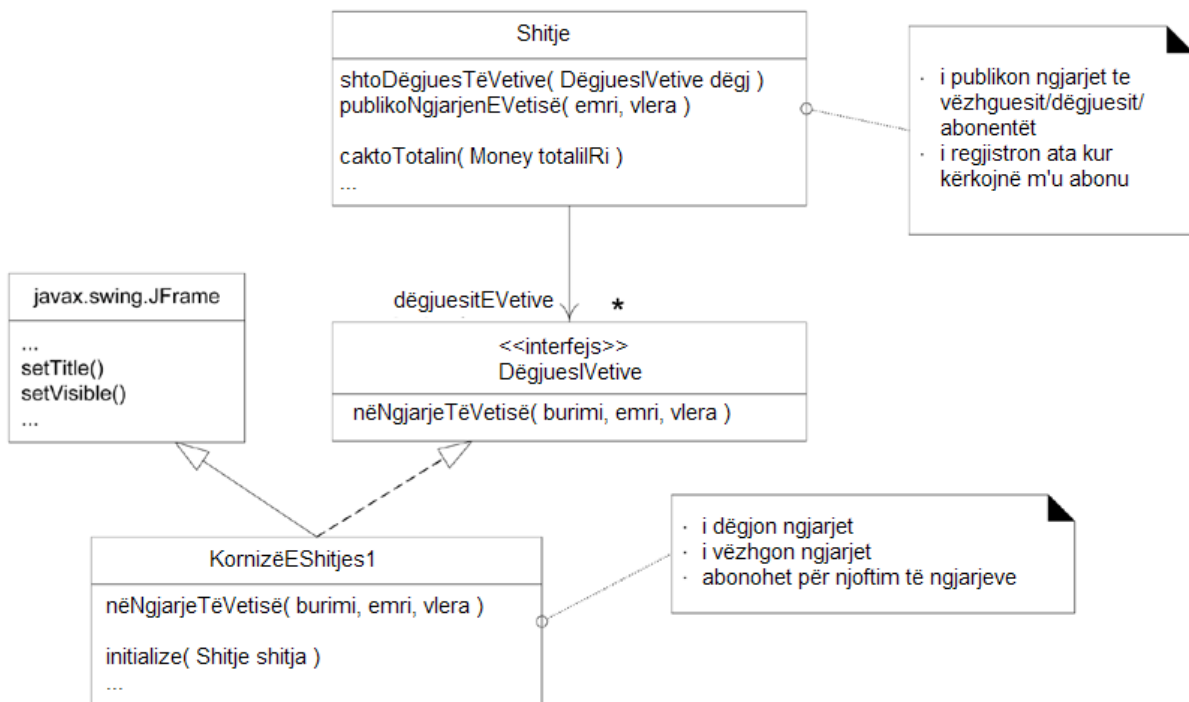 Shitje
shtoDëgjuesTëVetive( DëgjuesIVetive dëgj )
publikoNgjarjenEVetisë( emri, vlera )
caktoTotalin( Money totaliIRi )
...
· i publikon ngjarjet te
vëzhguesit/dëgjuesit/
abonentët
· i regjistron ata kur
kërkojnë m'u abonu
javax.swing.JFrame
...
setTitle()
setVisible()
...
dëgjuesitEVetive
*
<<interfejs>>
DëgjuesIVetive
nëNgjarjeTëVetisë( burimi, emri, vlera )
KornizëEShitjes1
nëNgjarjeTëVetisë( burimi, emri, vlera )
initialize( Shitje shitja )
...
· i dëgjon ngjarjet
· i vëzhgon ngjarjet
· abonohet për njoftim të ngjarjeve